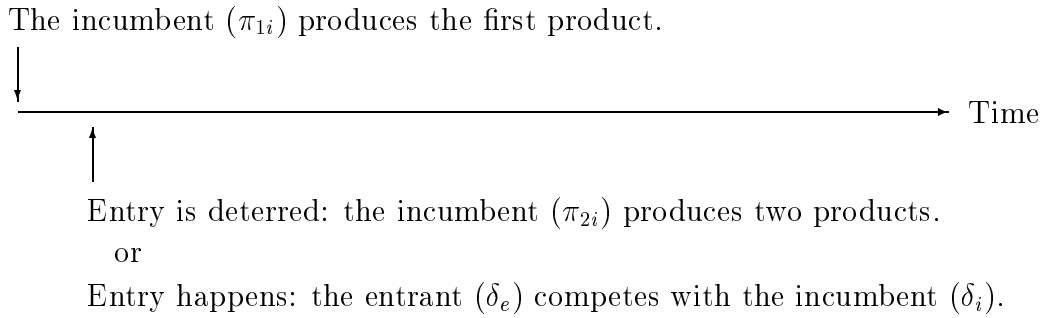 The incumbent (π₁ᵢ) produces the first product.
Time
Entry is deterred: the incumbent (π₂ᵢ) produces two products.
or
Entry happens: the entrant (δₑ) competes with the incumbent (δᵢ).